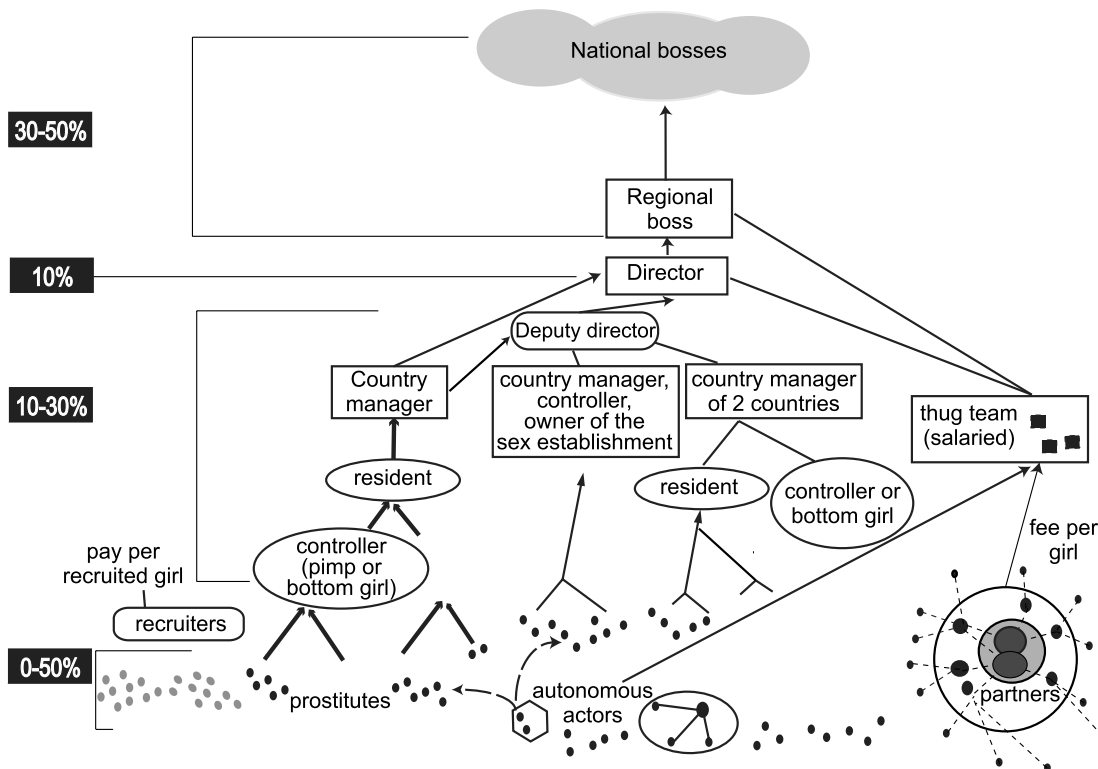 National bosses
30-50%
Regional
boss
10%
Director
Deputy director
10-30%
Country
manager
country manager,
controller,
owner of the
sex establishment
country manager
of 2 countries
thug team
(salaried)
resident
resident
controller or
bottom girl
fee per
girl
controller
(pimp or
bottom girl)
pay per
recruited girl
recruiters
0-50%
prostitutes
autonomous
actors
partners